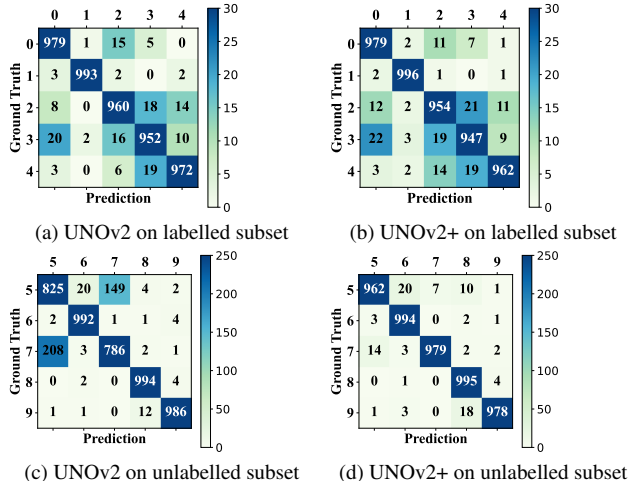 0 1 2 3 4
0 979 1 15 5 0
1 3 993 2 0 2
2 8 0 960 18 14
3 20 2 16 952 10
4 3 0 6 19 972
Ground Truth
Prediction
30
25
20
15
10
5
0
(a) UNOv2 on labelled subset
0 1 2 3 4
0 979 2 11 7 1
1 2 996 1 0 1
2 12 2 954 21 11
3 22 3 19 947 9
4 3 2 14 19 962
Ground Truth
Prediction
30
25
20
15
10
5
0
(b) UNOv2+ on labelled subset
5 6 7 8 9
5 825 20 149 4 2
6 2 992 1 1 4
7 208 3 786 2 1
8 0 2 0 994 4
9 1 1 0 12 986
Ground Truth
Prediction
250
200
150
100
50
0
(c) UNOv2 on unlabelled subset
5 6 7 8 9
5 962 20 7 10 1
6 3 994 0 2 1
7 14 3 979 2 2
8 0 1 0 995 4
9 1 3 0 18 978
Ground Truth
Prediction
250
200
150
100
50
0
(d) UNOv2+ on unlabelled subset